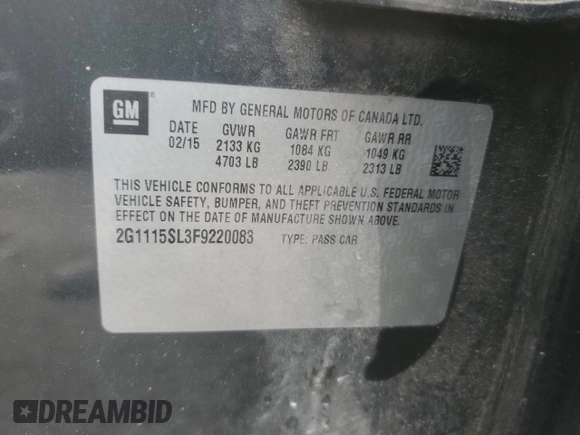 GM
MFD BY GENERAL MOTORS OF CANADA LTD.
DATE GVWR GAWR FRT GAWR RR
02/15 2133 KG 1084 KG 1049 KG
4703 LB 2390 LB 2313 LB
THIS VEHICLE CONFORMS TO ALL APPLICABLE U.S. FEDERAL MOTOR
VEHICLE SAFETY, BUMPER, AND THEFT PREVENTION STANDARDS IN
EFFECT ON THE DATE OF MANUFACTURE SHOWN ABOVE.
2G1115SL3F9220083 TYPE: PASS CAR
DREAMBID